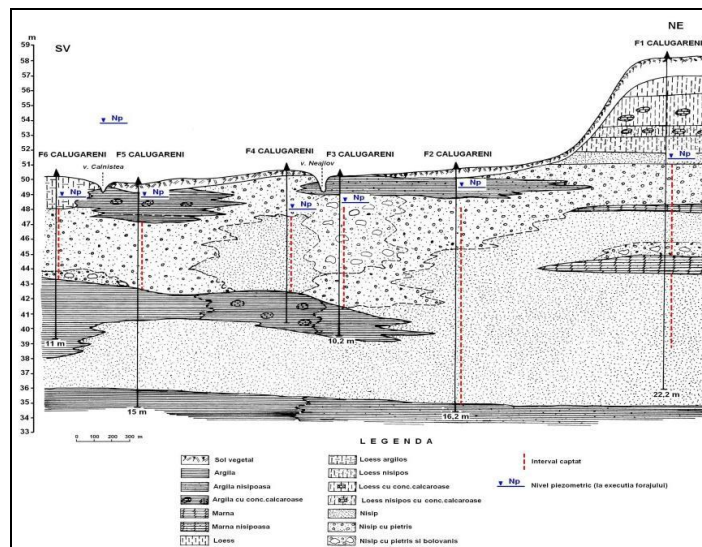 SV
NE
m
59
58
57
56
55
54
53
52
51
50
49
48
47
46
45
44
43
42
41
40
39
38
37
36
35
34
33
F1 CALUGARENI
Np
F6 CALUGARENI
v. Calnistea
F5 CALUGARENI
F4 CALUGARENI
v. Neajlov
F3 CALUGARENI
F2 CALUGARENI
Np
Np
Np
Np
Np
Np
11 m
15 m
10,2 m
16,2 m
22,2 m
0 100 200 300 m
LEGENDA
Sol vegetal
Argila
Argila nisipoasa
Argila cu conc.calcaroase
Marna
Marna nisipoasa
Loess
Loess argilos
Loess nisipos
Loess cu conc.calcaroase
Loess nisipos cu conc.calcaroase
Nisip
Nisip cu pietris
Nisip cu pietris si bolovanis
Interval captat
Np Nivel piezometric (la executia forajului)